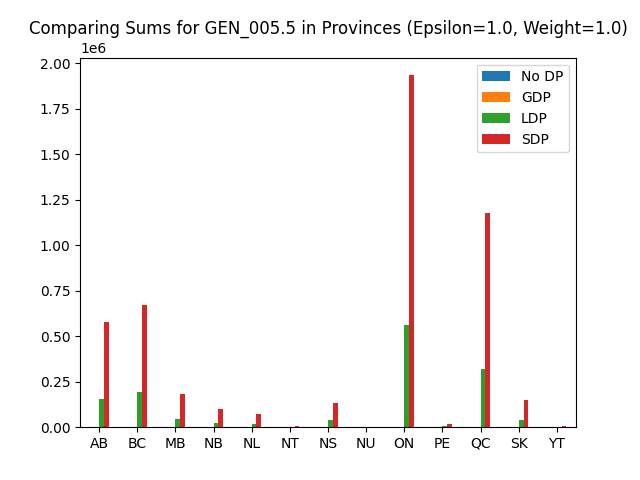 Comparing Sums for GEN_005.5 in Provinces (Epsilon=1.0, Weight=1.0)
1e6
2.00
1.75
1.50
1.25
1.00
0.75
0.50
0.25
0.00
No DP
GDP
LDP
SDP
AB BC MB NB NL NT NS NU ON PE QC SK YT